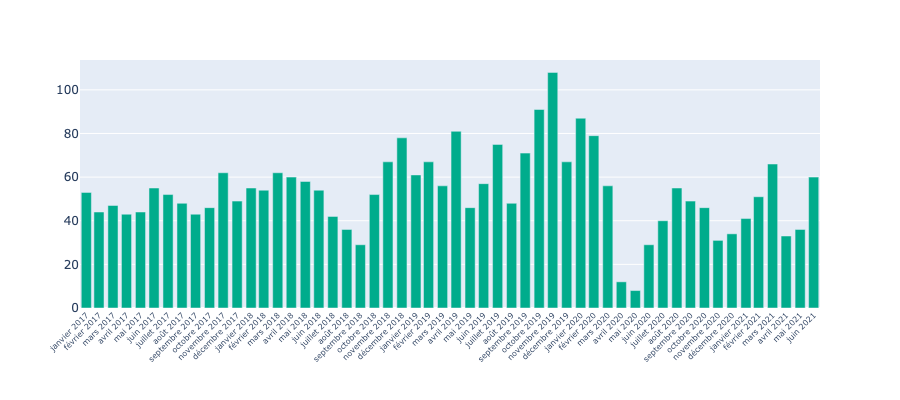 100
80
60
40
20
0
janvier 2017
février 2017
mars 2017
avril 2017
mai 2017
juin 2017
juillet 2017
août 2017
septembre 2017
octobre 2017
novembre 2017
décembre 2017
janvier 2018
février 2018
mars 2018
avril 2018
mai 2018
juin 2018
juillet 2018
août 2018
septembre 2018
octobre 2018
novembre 2018
décembre 2018
janvier 2019
février 2019
mars 2019
avril 2019
mai 2019
juin 2019
juillet 2019
août 2019
septembre 2019
octobre 2019
novembre 2019
décembre 2019
janvier 2020
février 2020
mars 2020
avril 2020
mai 2020
juin 2020
juillet 2020
août 2020
septembre 2020
octobre 2020
novembre 2020
décembre 2020
janvier 2021
février 2021
mars 2021
avril 2021
mai 2021
juin 2021